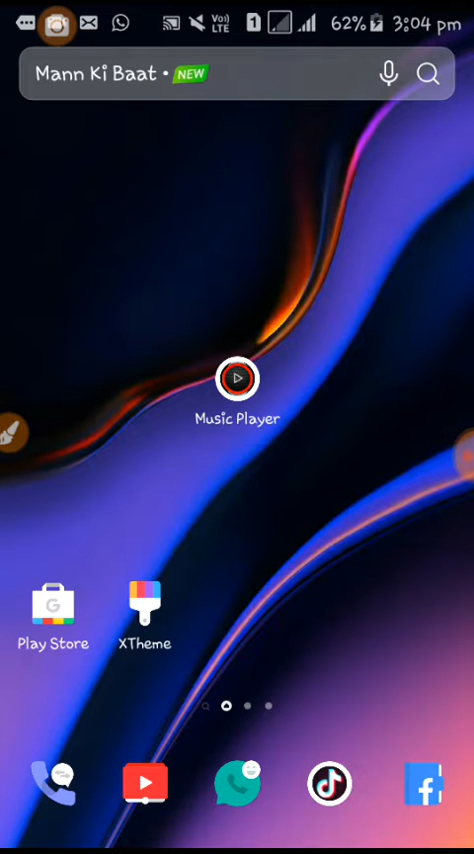 Vo)) LTE 1 62% 3:04 pm
Mann Ki Baat • NEW
Music Player
G
Play Store XTheme